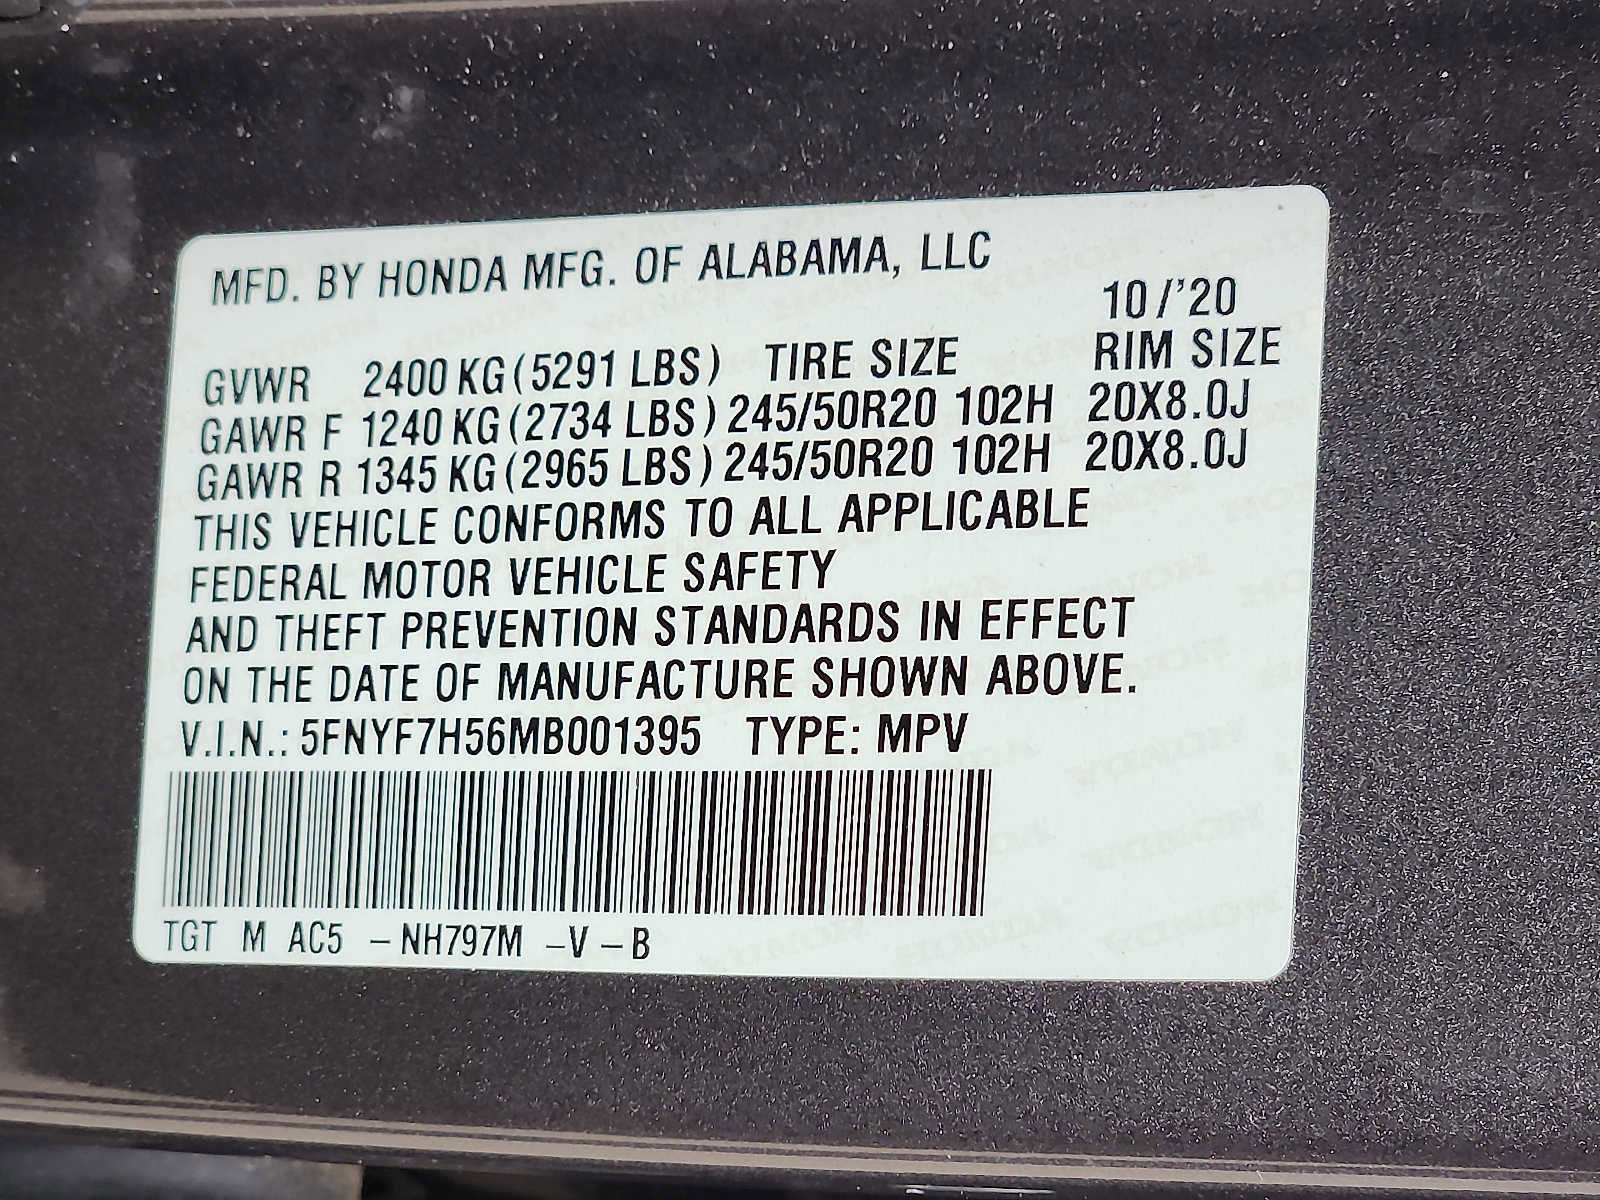 MFD. BY HONDA MFG. OF ALABAMA, LLC
10/'20
GVWR 2400 KG (5291 LBS) TIRE SIZE RIM SIZE
GAWR F 1240 KG (2734 LBS) 245/50R20 102H 20X8.0J
GAWR R 1345 KG (2965 LBS) 245/50R20 102H 20X8.0J
THIS VEHICLE CONFORMS TO ALL APPLICABLE
FEDERAL MOTOR VEHICLE SAFETY
AND THEFT PREVENTION STANDARDS IN EFFECT
ON THE DATE OF MANUFACTURE SHOWN ABOVE.
V.I.N.: 5FNYF7H56MB001395 TYPE: MPV
TGT M AC5 -NH797M -V -B